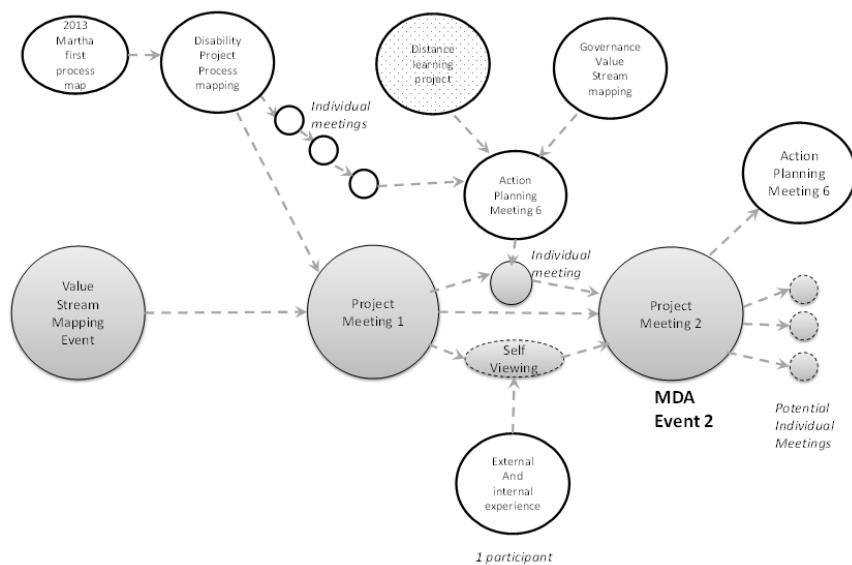 2013
Martha
first
process
map
Disability
Project
Process
mapping
Individual
meetings
Distance
learning
project
Governance
Value
Stream
mapping
Action
Planning
Meeting 6
Action
Planning
Meeting 6
Value
Stream
Mapping
Event
Project
Meeting 1
Individual
meeting
Self
Viewing
Project
Meeting 2
MDA
Event 2
Potential
Individual
Meetings
External
And
internal
experience
1 participant